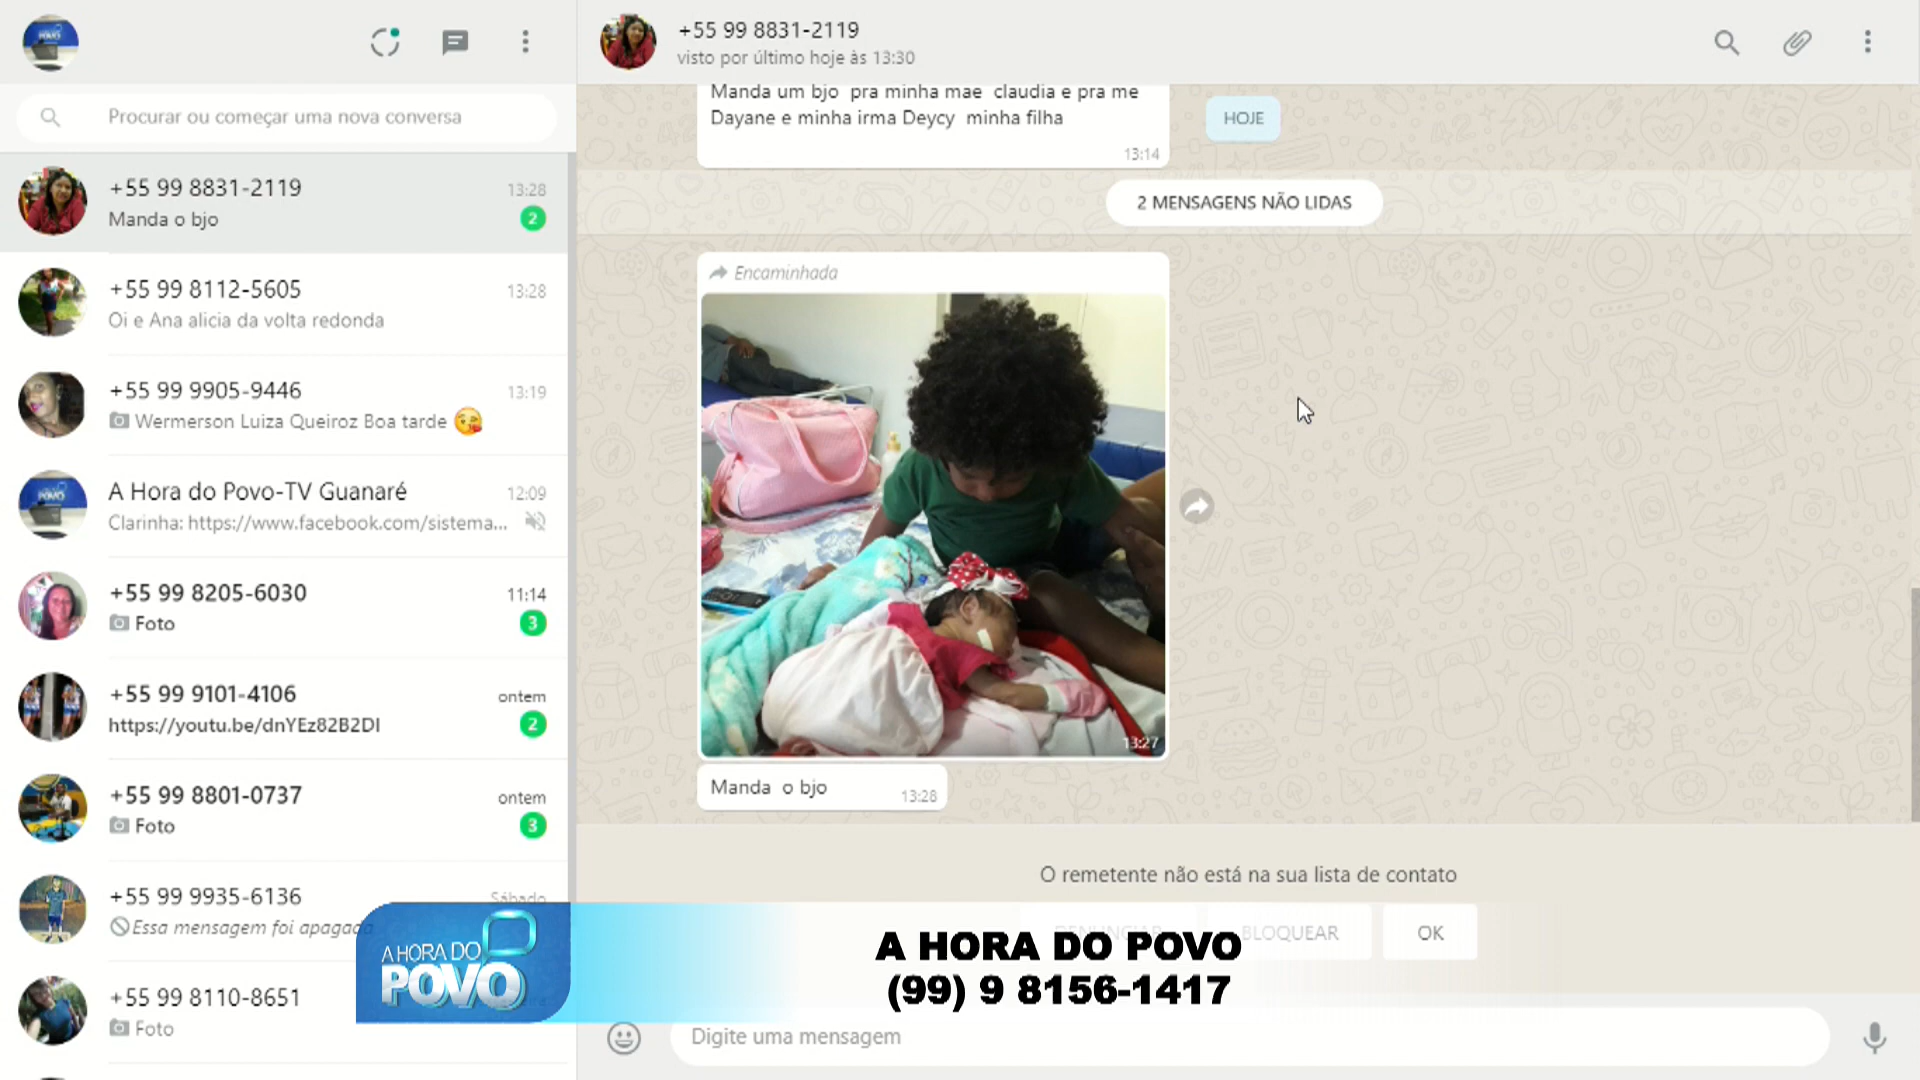 Procurar ou começar uma nova conversa
+55 99 8831-2119
13:28
Manda o bjo
2
+55 99 8112-5605
13:28
Oi e Ana alicia da volta redonda
+55 99 9905-9446
13:19
Wermerson Luiza Queiroz Boa tarde 😘
A Hora do Povo-TV Guanaré
12:09
Clarinha: https://www.facebook.com/sistema...
+55 99 8205-6030
11:14
Foto
3
+55 99 9101-4106
ontem
https://youtu.be/dnYEz82B2DI
2
+55 99 8801-0737
ontem
Foto
3
+55 99 9935-6136
Sábado
Essa mensagem foi apagada
+55 99 8110-8651
Foto
+55 99 8831-2119
visto por último hoje às 13:30
Manda um bjo pra minha mae claudia e pra me
Dayane e minha irma Deycy minha filha
13:14
HOJE
2 MENSAGENS NÃO LIDAS
Encaminhada
13:27
Manda o bjo
13:28
O remetente não está na sua lista de contato
DENUNCIAR
BLOQUEAR
OK
A HORA DO
POVO
A HORA DO POVO
(99) 9 8156-1417
Digite uma mensagem